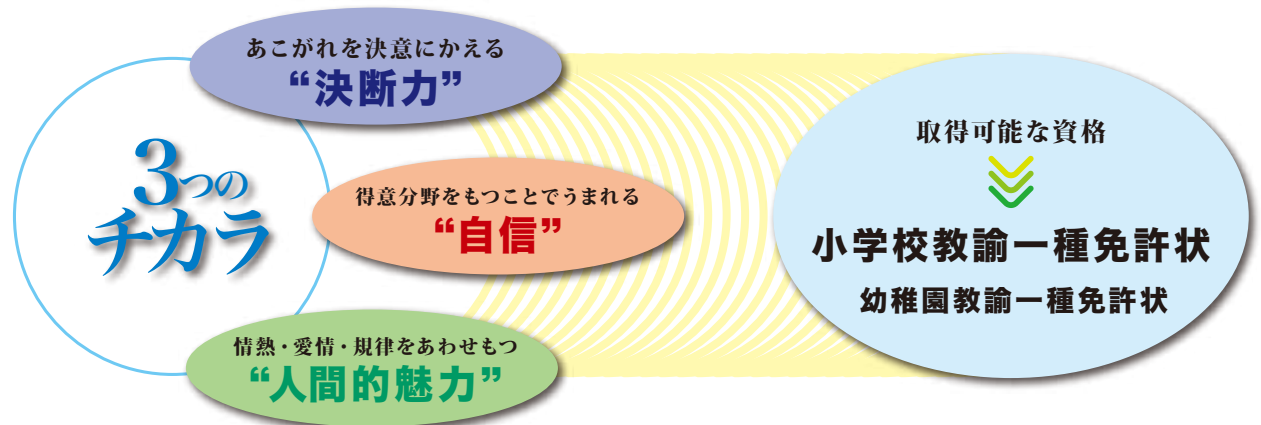 3つの
チカラ
あこがれを決意にかえる
“決断力”
得意分野をもつことでうまれる
“自信”
情熱・愛情・規律をあわせもつ
“人間的魅力”
取得可能な資格
小学校教諭一種免許状
幼稚園教諭一種免許状